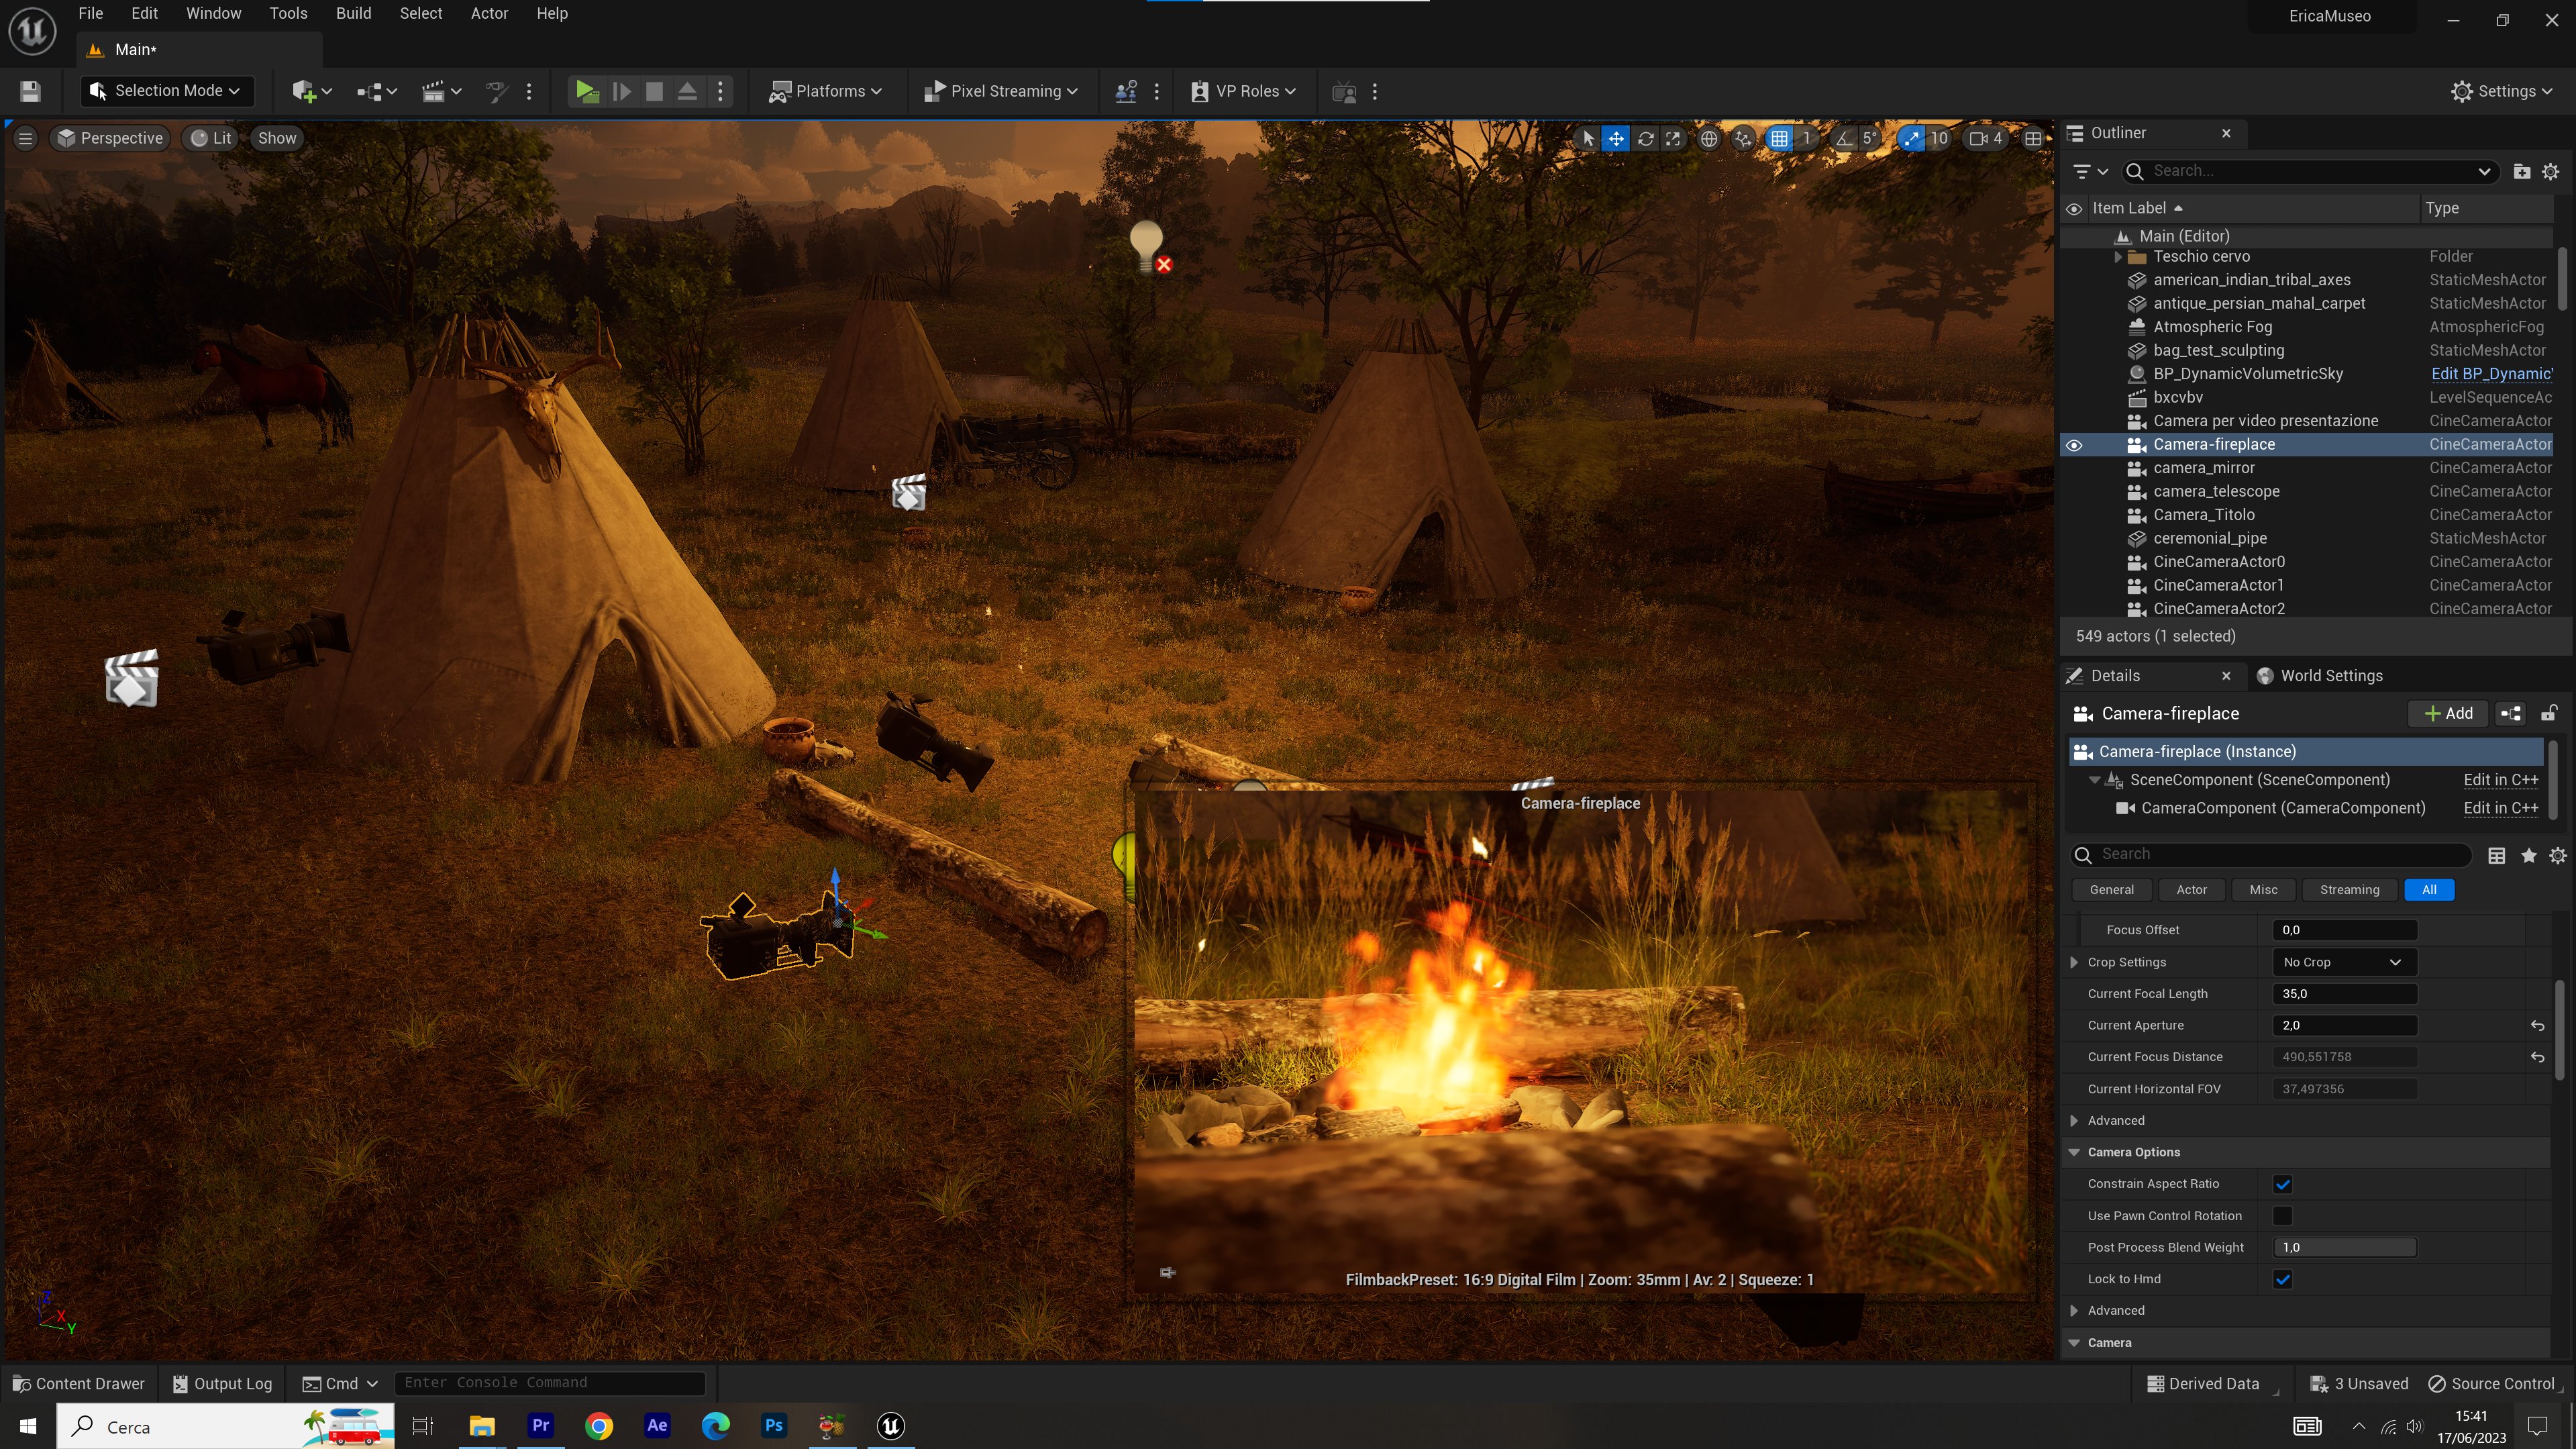 File Edit Window Tools Build Select Actor Help
EricaMuseo
Main*
Selection Mode
Platforms
Pixel Streaming
VP Roles
Settings
Perspective
Lit
Show
1
5°
10
4
Outliner
Search...
Item Label
Type
Main (Editor)
Teschio cervo Folder
american_indian_tribal_axes StaticMeshActor
antique_persian_mahal_carpet StaticMeshActor
Atmospheric Fog AtmosphericFog
bag_test_sculpting StaticMeshActor
BP_DynamicVolumetricSky Edit BP_Dynamic
bxcvbv LevelSequenceAc
Camera per video presentazione CineCameraActor
Camera-fireplace CineCameraActor
camera_mirror CineCameraActor
camera_telescope CineCameraActor
Camera_Titolo CineCameraActor
ceremonial_pipe StaticMeshActor
CineCameraActor0 CineCameraActor
CineCameraActor1 CineCameraActor
CineCameraActor2 CineCameraActor
549 actors (1 selected)
Details
World Settings
Camera-fireplace
Add
Camera-fireplace (Instance)
SceneComponent (SceneComponent) Edit in C++
CameraComponent (CameraComponent) Edit in C++
Search
General Actor Misc Streaming All
Focus Offset 0,0
Crop Settings No Crop
Current Focal Length 35,0
Current Aperture 2,0
Current Focus Distance 490,551758
Current Horizontal FOV 37,497356
Advanced
Camera Options
Constrain Aspect Ratio
Use Pawn Control Rotation
Post Process Blend Weight 1,0
Lock to Hmd
Advanced
Camera
Camera-fireplace
FilmbackPreset: 16:9 Digital Film | Zoom: 35mm | Av: 2 | Squeeze: 1
Z
X
Y
Content Drawer
Output Log
Cmd
Enter Console Command
Derived Data
3 Unsaved
Source Control
Cerca
Pr
Ae
Ps
15:41
17/06/2023